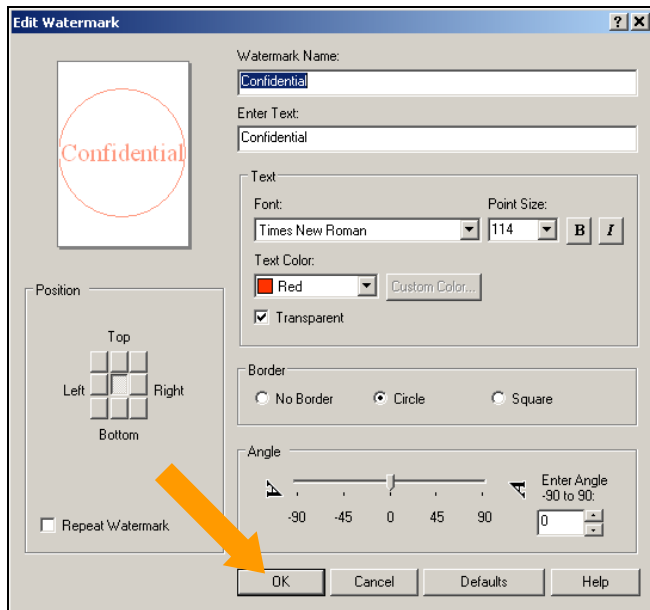 Edit Watermark
Watermark Name:
Confidential
Confidential
Enter Text:
Confidential
Text
Font:
Point Size:
Times New Roman
114
B
I
Text Color:
Red
Custom Color...
Transparent
Position
Top
Left
Right
Bottom
Repeat Watermark
Border
No Border
Circle
Square
Angle
A
A
Enter Angle
-90 to 90:
-90
-45
0
45
90
0
OK
Cancel
Defaults
Help